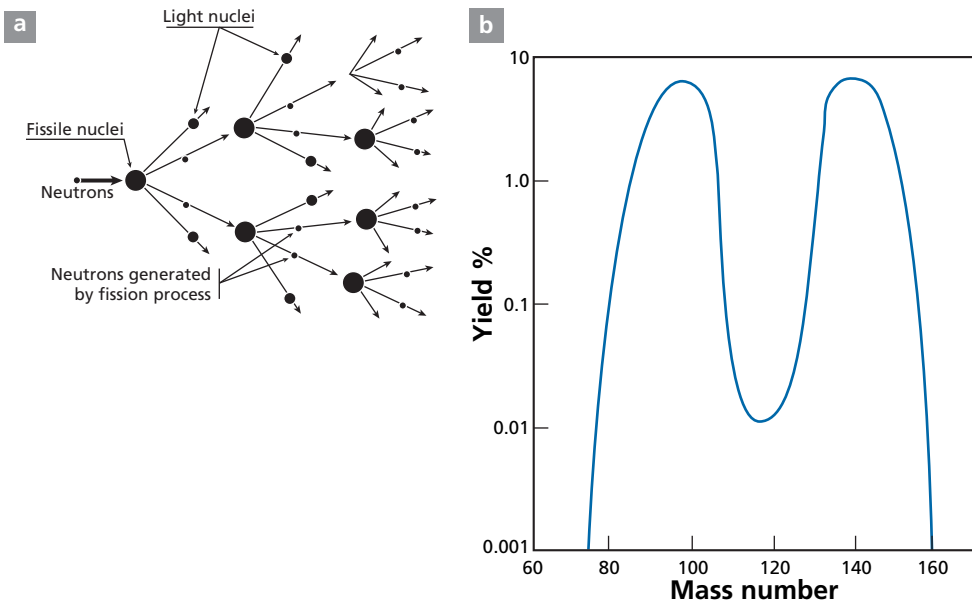 a
Light nuclei
Fissile nuclei
Neutrons
Neutrons generated
by fission process
b
10
1.0
0.1
0.01
0.001
Yield %
60
80
100
120
140
160
Mass number